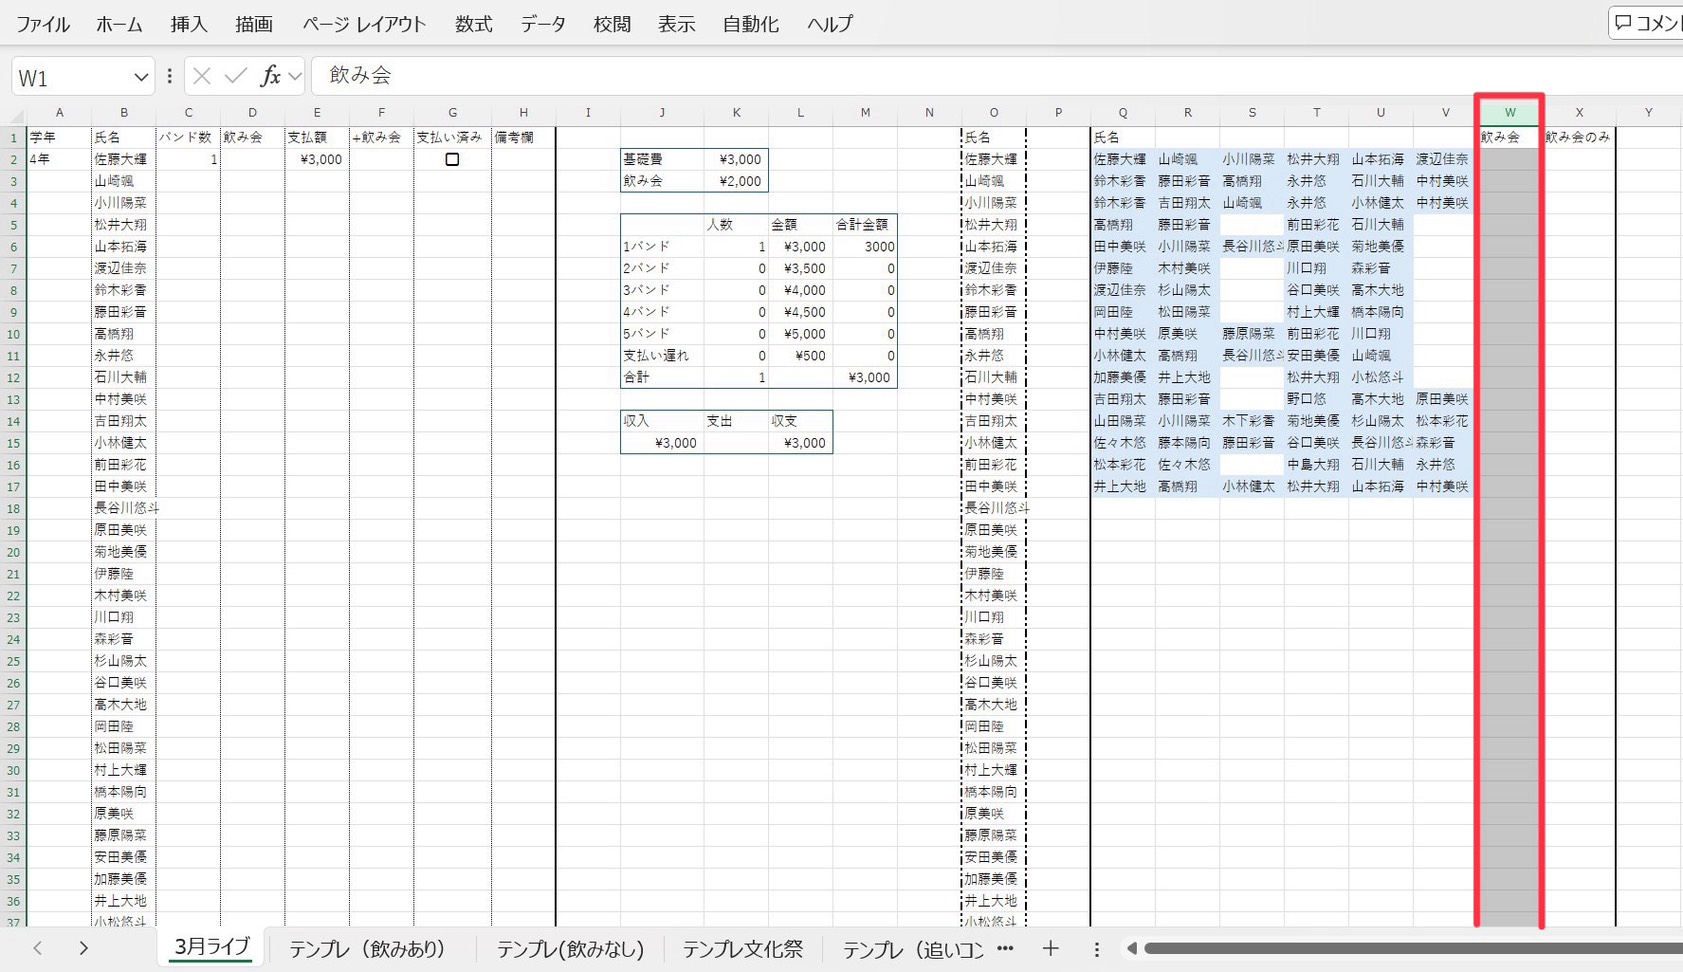 ファイル ホーム 挿入 描画 ページ レイアウト 数式 データ 校閲 表示 自動化 ヘルプ
W1 fx 飲み会
A B C D E F G H I J K L M N O P Q R S T U V W X Y
1 学年 氏名 バンド数 飲み会 支払額 +飲み会 支払い済み 備考欄 氏名 氏名 飲み会 飲み会のみ
2 4年 佐藤大輝 1 ¥3,000 基礎費 ¥3,000 佐藤大輝 佐藤大輝 山崎颯 小川陽菜 松井大翔 山本拓海 渡辺佳奈
3 山崎颯 飲み会 ¥2,000 山崎颯 鈴木彩香 藤田彩音 高橋翔 永井悠 石川大輔 中村美咲
4 小川陽菜 小川陽菜 鈴木彩香 吉田翔太 山崎颯 永井悠 小林健太 中村美咲
5 松井大翔 人数 金額 合計金額 松井大翔 高橋翔 藤田彩音 前田彩花 石川大輔
6 山本拓海 1バンド 1 ¥3,000 3000 山本拓海 田中美咲 小川陽菜 長谷川悠斗 原田美咲 菊地美優
7 渡辺佳奈 2バンド 0 ¥3,500 0 渡辺佳奈 伊藤陸 木村美咲 川口翔 森彩音
8 鈴木彩香 3バンド 0 ¥4,000 0 鈴木彩香 渡辺佳奈 杉山陽太 谷口美咲 高木大地
9 藤田彩音 4バンド 0 ¥4,500 0 藤田彩音 岡田陸 松田陽菜 村上大輝 橋本陽向
10 高橋翔 5バンド 0 ¥5,000 0 高橋翔 中村美咲 原美咲 藤原陽菜 前田彩花 川口翔
11 永井悠 支払い遅れ 0 ¥500 0 永井悠 小林健太 高橋翔 長谷川悠斗 安田美優 山崎颯
12 石川大輔 合計 1 ¥3,000 石川大輔 加藤美優 井上大地 松井大翔 小松悠斗
13 中村美咲 中村美咲 吉田翔太 藤田彩音 野口悠 高木大地 原田美咲
14 吉田翔太 収入 支出 収支 吉田翔太 山田陽菜 小川陽菜 木下彩香 菊地美優 杉山陽太 松本彩花
15 小林健太 ¥3,000 ¥3,000 小林健太 佐々木悠 藤本陽向 藤田彩音 谷口美咲 長谷川悠斗 森彩音
16 前田彩花 前田彩花 松本彩花 佐々木悠 中島大翔 石川大輔 永井悠
17 田中美咲 田中美咲 井上大地 高橋翔 小林健太 松井大翔 山本拓海 中村美咲
18 長谷川悠斗 長谷川悠斗
19 原田美咲 原田美咲
20 菊地美優 菊地美優
21 伊藤陸 伊藤陸
22 木村美咲 木村美咲
23 川口翔 川口翔
24 森彩音 森彩音
25 杉山陽太 杉山陽太
26 谷口美咲 谷口美咲
27 高木大地 高木大地
28 岡田陸 岡田陸
29 松田陽菜 松田陽菜
30 村上大輝 村上大輝
31 橋本陽向 橋本陽向
32 原美咲 原美咲
33 藤原陽菜 藤原陽菜
34 安田美優 安田美優
35 加藤美優 加藤美優
36 井上大地 井上大地
37 小松悠斗 小松悠斗
3月ライブ テンプレ（飲みあり） テンプレ(飲みなし) テンプレ文化祭 テンプレ（追いコン